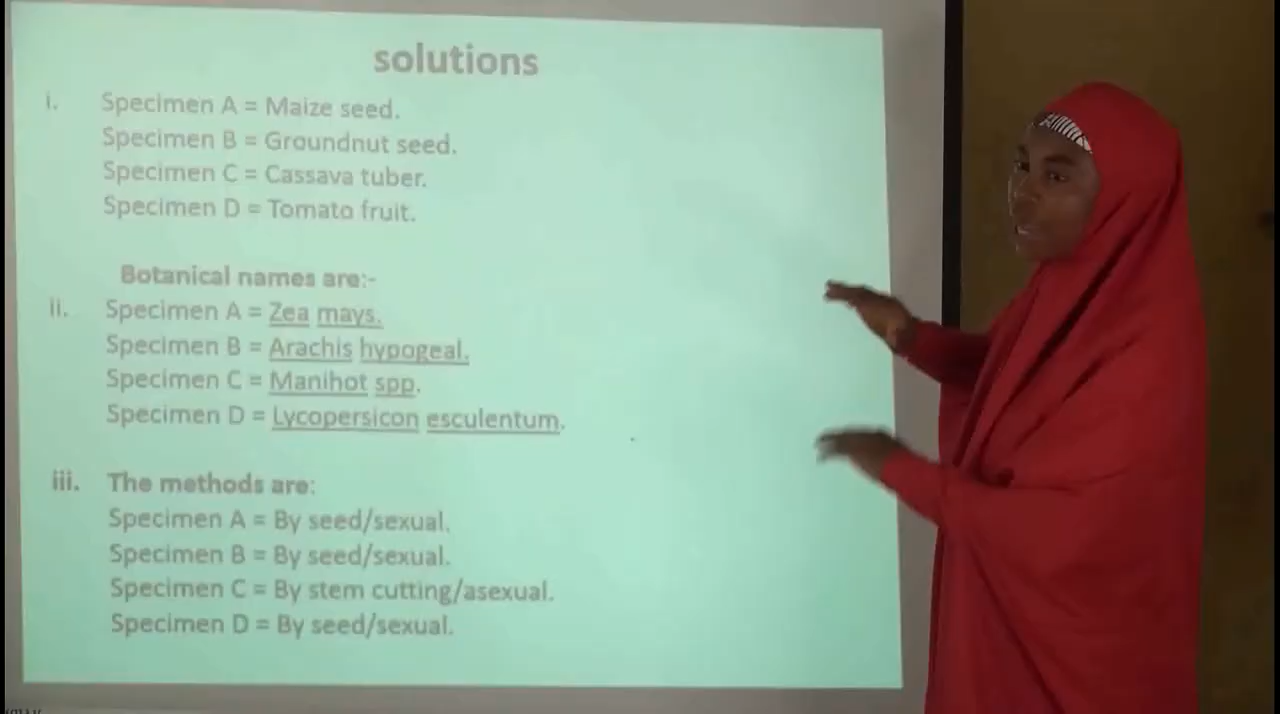 solutions
i. Specimen A = Maize seed.
Specimen B = Groundnut seed.
Specimen C = Cassava tuber.
Specimen D = Tomato fruit.
Botanical names are:-
ii. Specimen A = Zea mays.
Specimen B = Arachis hypogeal.
Specimen C = Manihot spp.
Specimen D = Lycopersicon esculentum.
iii. The methods are:
Specimen A = By seed/sexual.
Specimen B = By seed/sexual.
Specimen C = By stem cutting/asexual.
Specimen D = By seed/sexual.